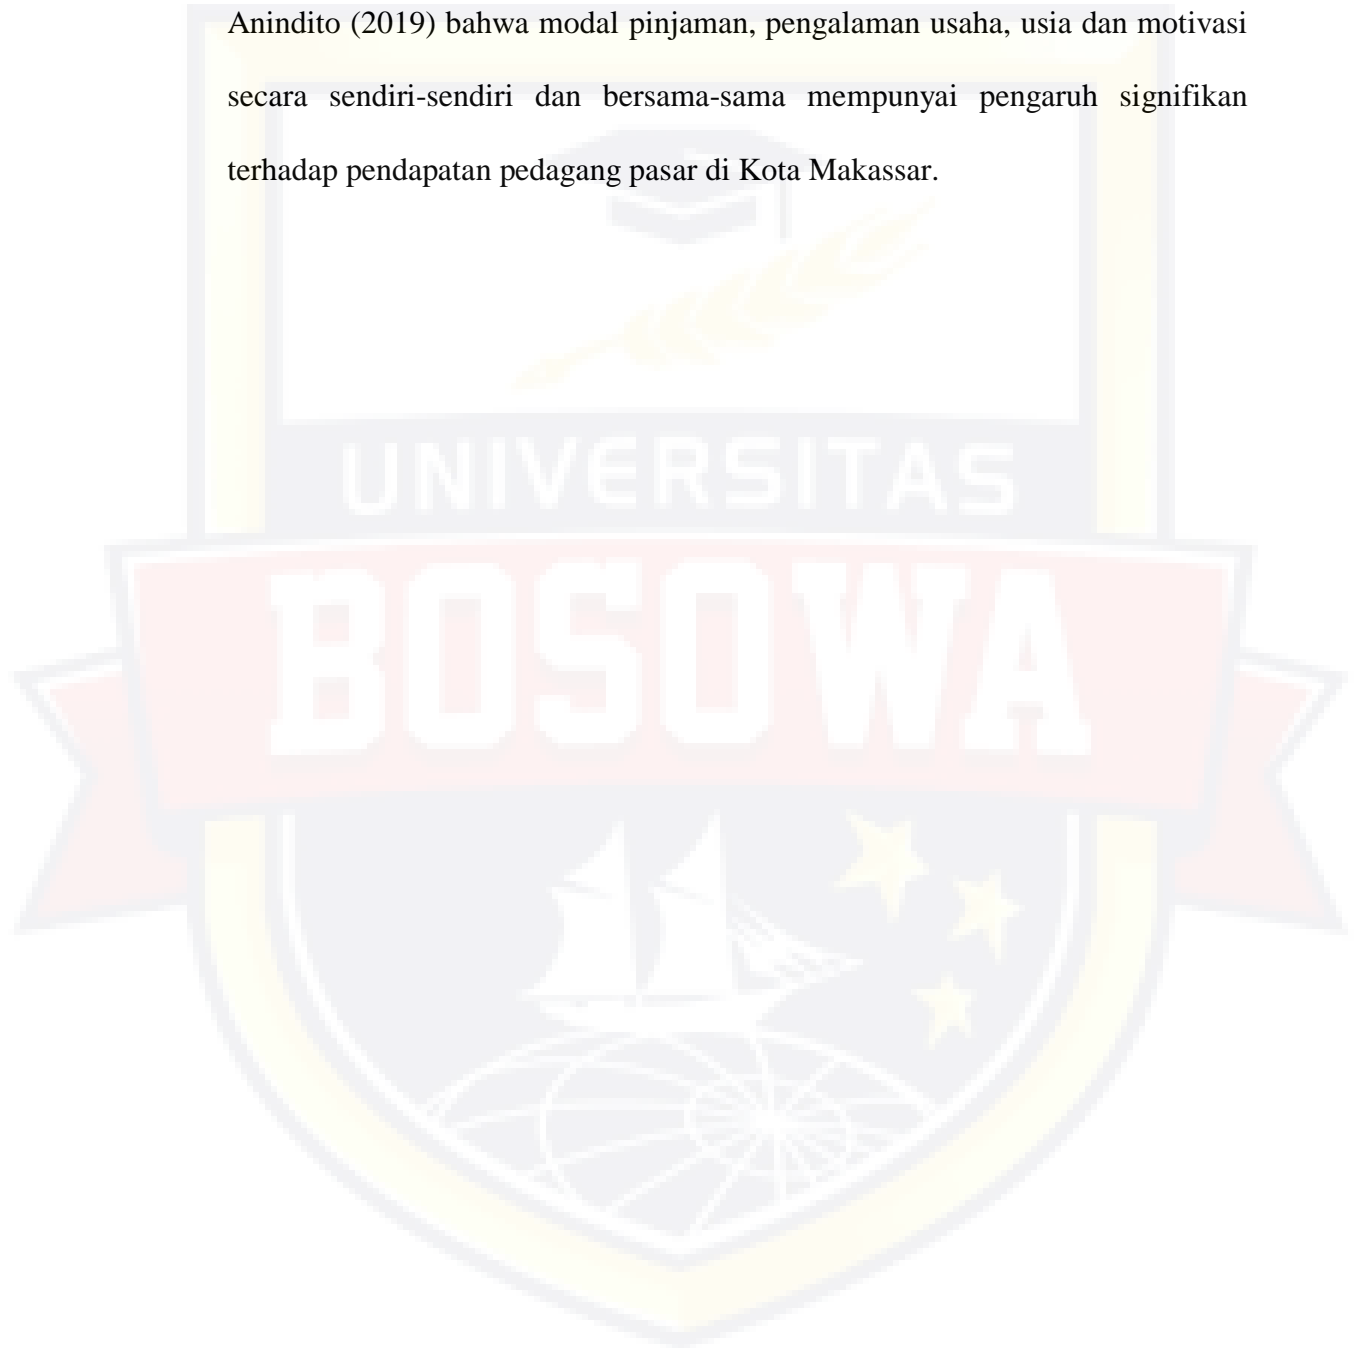 Anindito (2019) bahwa modal pinjaman, pengalaman usaha, usia dan motivasi
secara sendiri-sendiri dan bersama-sama mempunyai pengaruh signifikan
terhadap pendapatan pedagang pasar di Kota Makassar.
UNIVERSITAS
BOSOWA